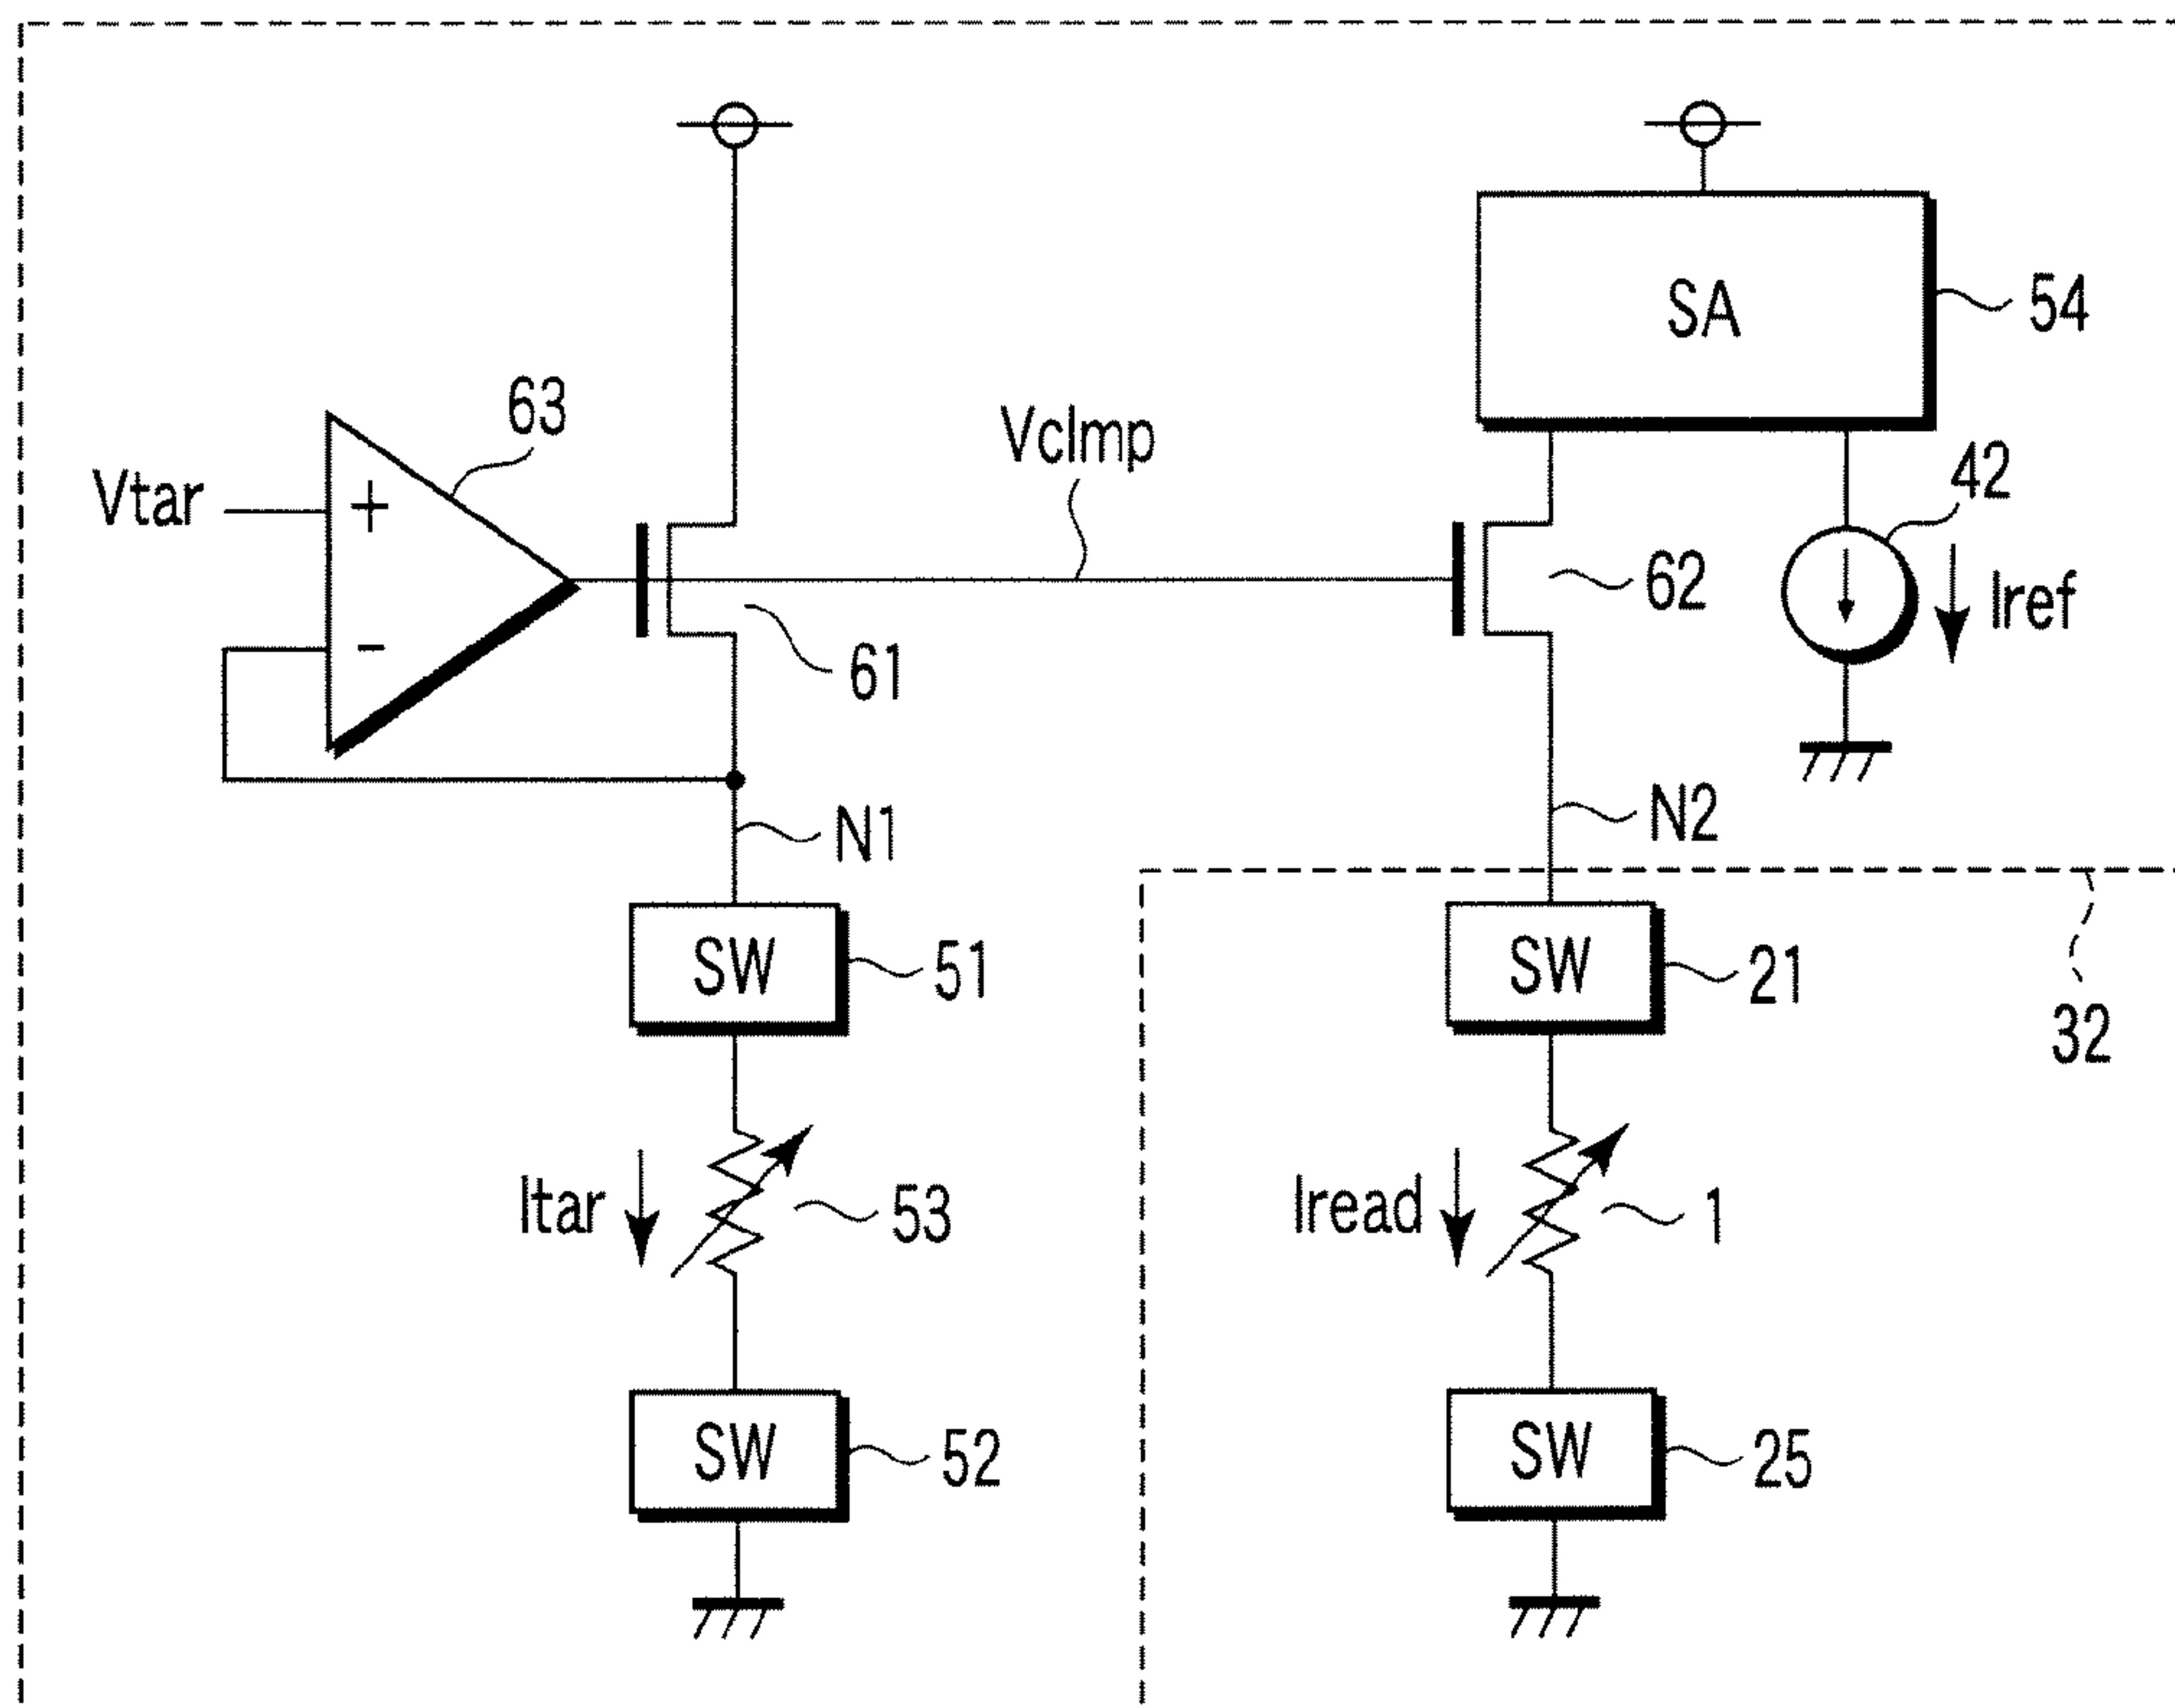 SA
54
63
Vclmp
42
Vtar
+
62
Iref
61
-
N1
N2
SW
51
SW
21
32
Itar
53
Iread
1
SW
52
SW
25